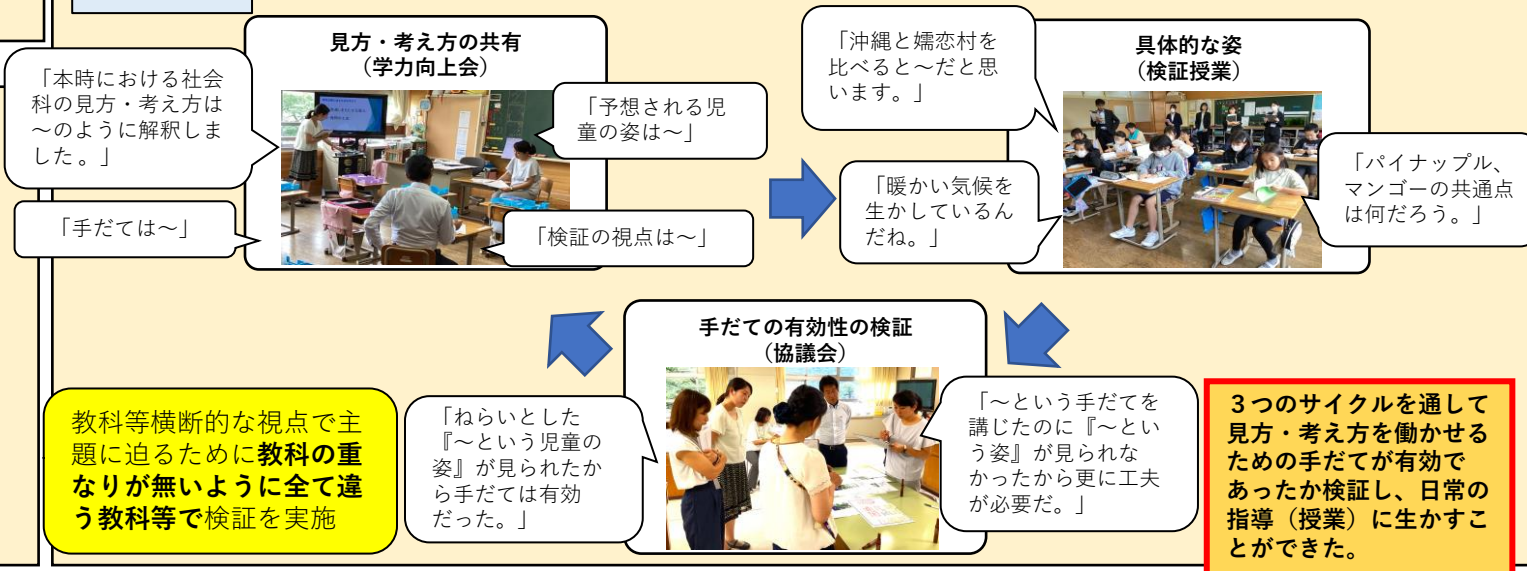 見方・考え方の共有
（学力向上会）
「本時における社会
科の見方・考え方は
～のように解釈しま
した。」
「予想される児
童の姿は～」
「手だては～」
「検証の視点は～」
「沖縄と嬬恋村を
比べると～だと思
います。」
具体的な姿
（検証授業）
「暖かい気候を
生かしているん
だね。」
「パイナップル、
マンゴーの共通点
は何だろう。」
手だての有効性の検証
（協議会）
「ねらいとした
『～という児童の
姿』が見られたか
ら手だては有効
だった。」
「～という手だてを
講じたのに『～とい
う姿』が見られな
かったから更に工夫
が必要だ。」
教科等横断的な視点で主
題に迫るために教科の重
なりが無いように全て違
う教科等で検証を実施
３つのサイクルを通して
見方・考え方を働かせる
ための手だてが有効で
あったか検証し、日常の
指導（授業）に生かすこ
とができた。